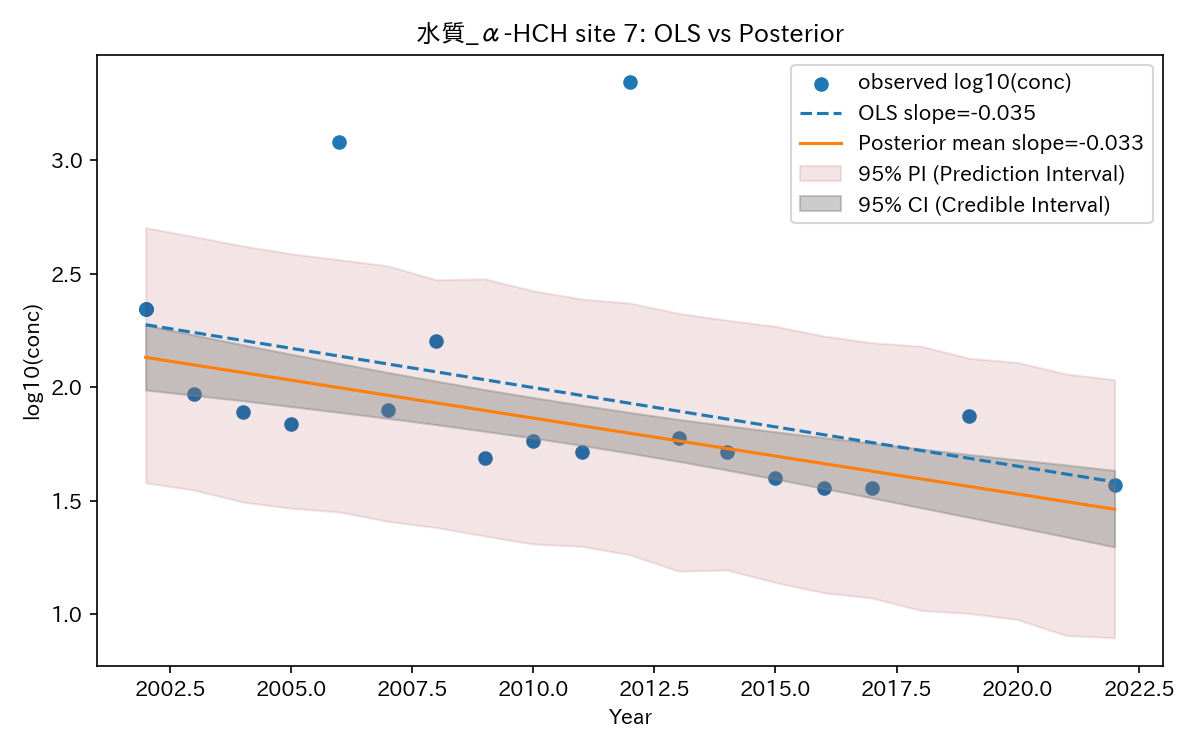 水質_α-HCH site 7: OLS vs Posterior
observed log10(conc)
OLS slope=-0.035
Posterior mean slope=-0.033
95% PI (Prediction Interval)
95% CI (Credible Interval)
log10(conc)
3.0
2.5
2.0
1.5
1.0
2002.5 2005.0 2007.5 2010.0 2012.5 2015.0 2017.5 2020.0 2022.5
Year